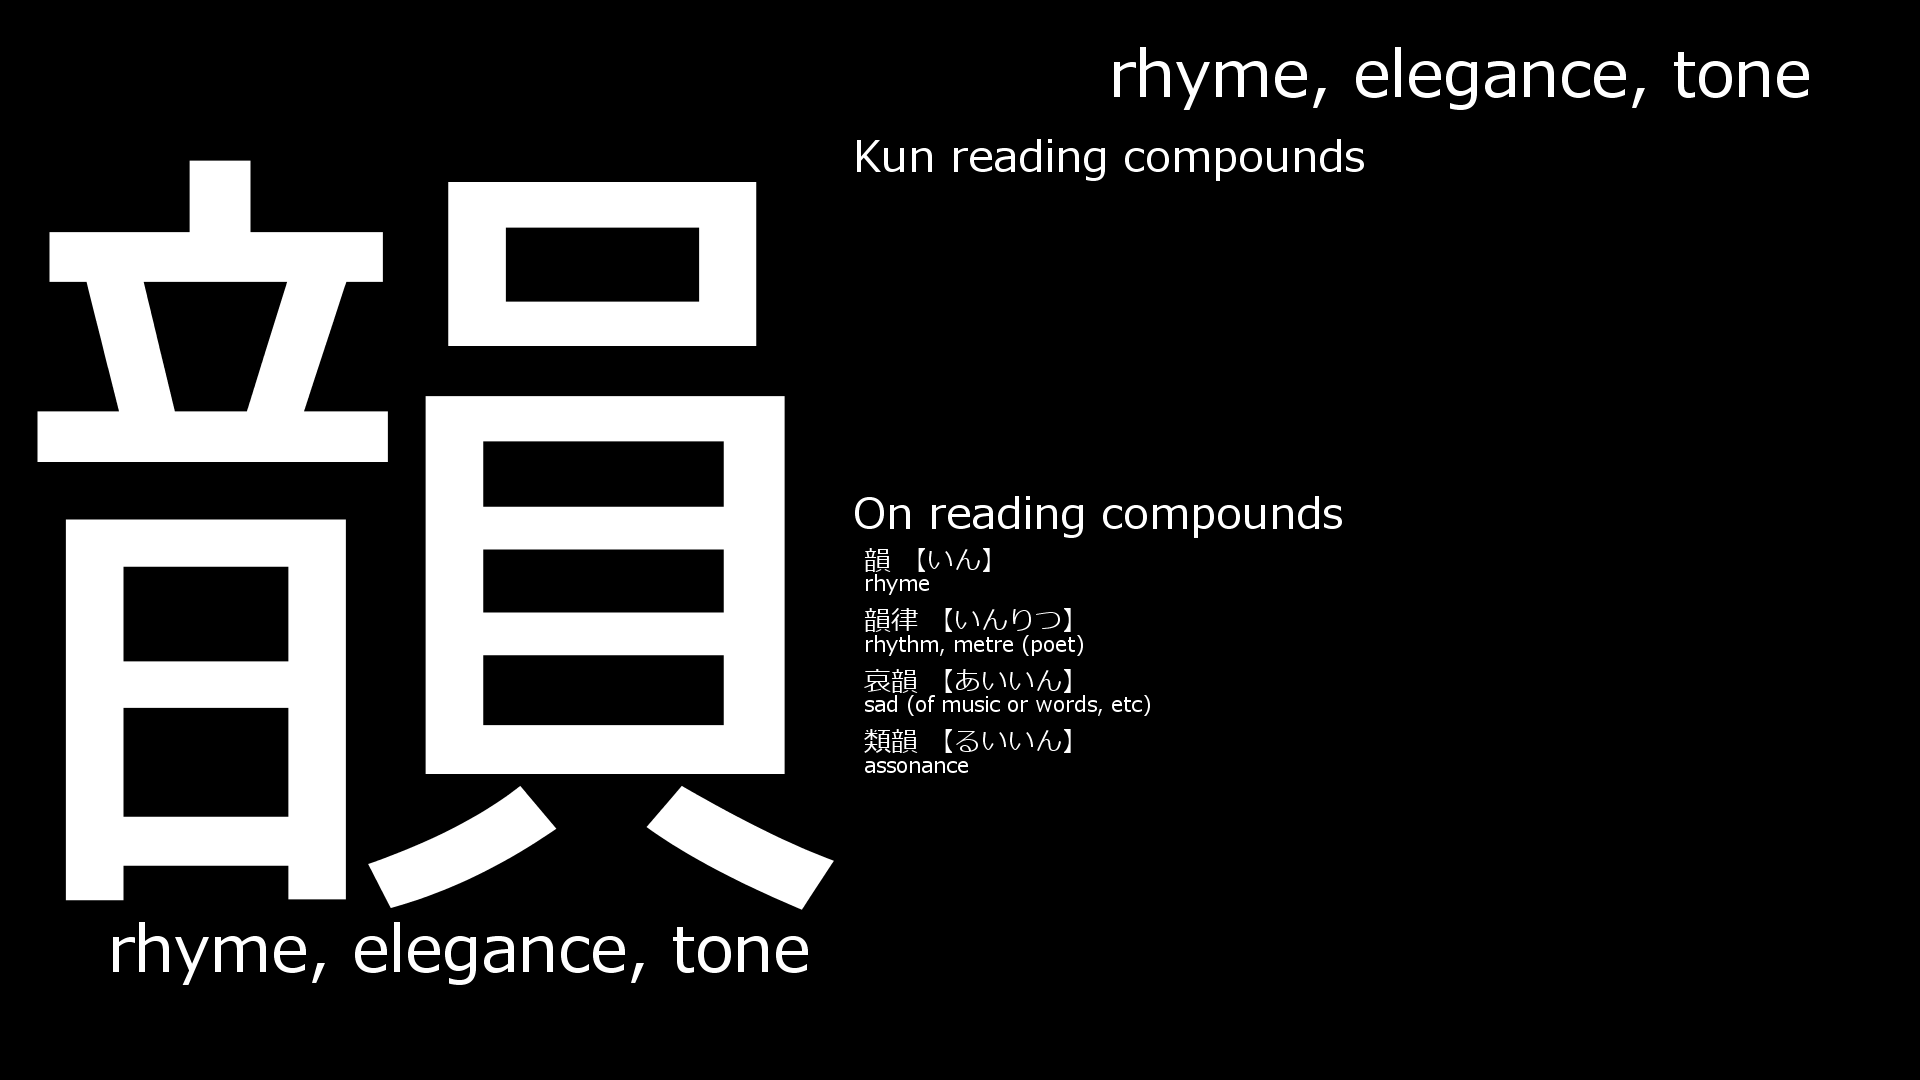 韻
rhyme, elegance, tone
rhyme, elegance, tone
Kun reading compounds
On reading compounds
韻 【いん】
rhyme
韻律 【いんりつ】
rhythm, metre (poet)
哀韻 【あいいん】
sad (of music or words, etc)
類韻 【るいいん】
assonance